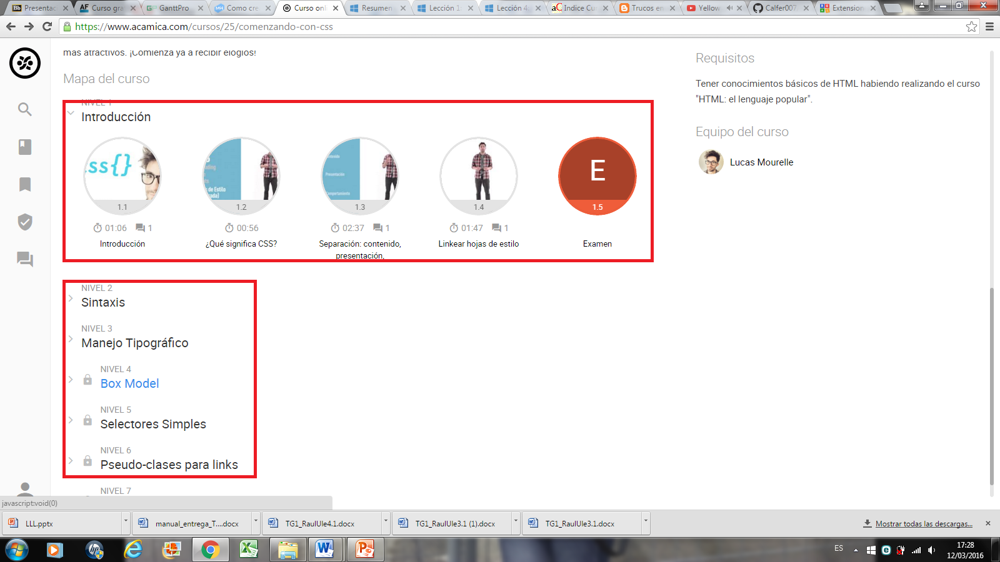 Presentac
Curso gra
GanttPro
Como cre
Curso onl
Resumen
Lección 1
Lección 4
Indice Cu
Trucos en
Yellow
Calfer007
Extension
https://www.acamica.com/cursos/25/comenzando-con-css
más atractivos. ¡Comienza ya a recibir elogios!
Mapa del curso
NIVEL 1
Introducción
ss{}
1.1
1.2
1.3
1.4
E
1.5
01:06 1
00:56
02:37 1
01:47 1
Introducción
¿Qué significa CSS?
Separación: contenido,
presentación,
Linkear hojas de estilo
Examen
NIVEL 2
Sintaxis
NIVEL 3
Manejo Tipográfico
NIVEL 4
Box Model
NIVEL 5
Selectores Simples
NIVEL 6
Pseudo-clases para links
NIVEL 7
Requisitos
Tener conocimientos básicos de HTML habiendo realizando el curso
"HTML: el lenguaje popular".
Equipo del curso
Lucas Mourelle
javascript:void(0)
LLL.pptx
manual_entrega_T....docx
TG1_RaulUle4.1.docx
TG1_RaulUle3.1 (1).docx
TG1_RaulUle3.1.docx
Mostrar todas las descargas...
ES
17:28
12/03/2016